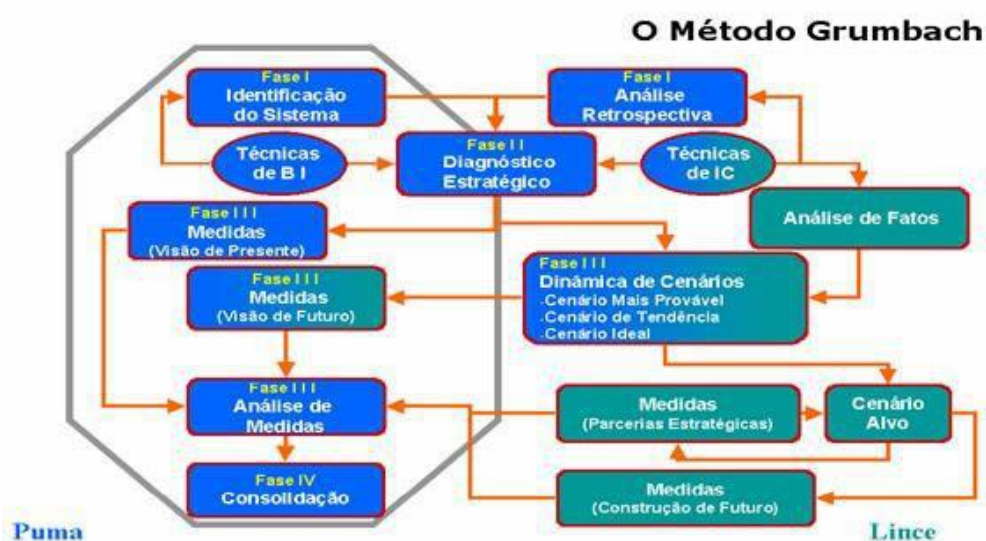 O Método Grumbach
Fase I
Identificação
do Sistema
Fase I
Análise
Retrospectiva
Técnicas
de B I
Fase I I
Diagnóstico
Estratégico
Técnicas
de IC
Análise de Fatos
Fase I I I
Medidas
(Visão de Presente)
Fase I I I
Medidas
(Visão de Futuro)
Fase I I I
Dinâmica de Cenários
.Cenário Mais Provável
.Cenário de Tendência
.Cenário Ideal
Fase I I I
Análise de
Medidas
Medidas
(Parcerias Estratégicas)
Cenário
Alvo
Fase IV
Consolidação
Medidas
(Construção de Futuro)
Puma
Lince